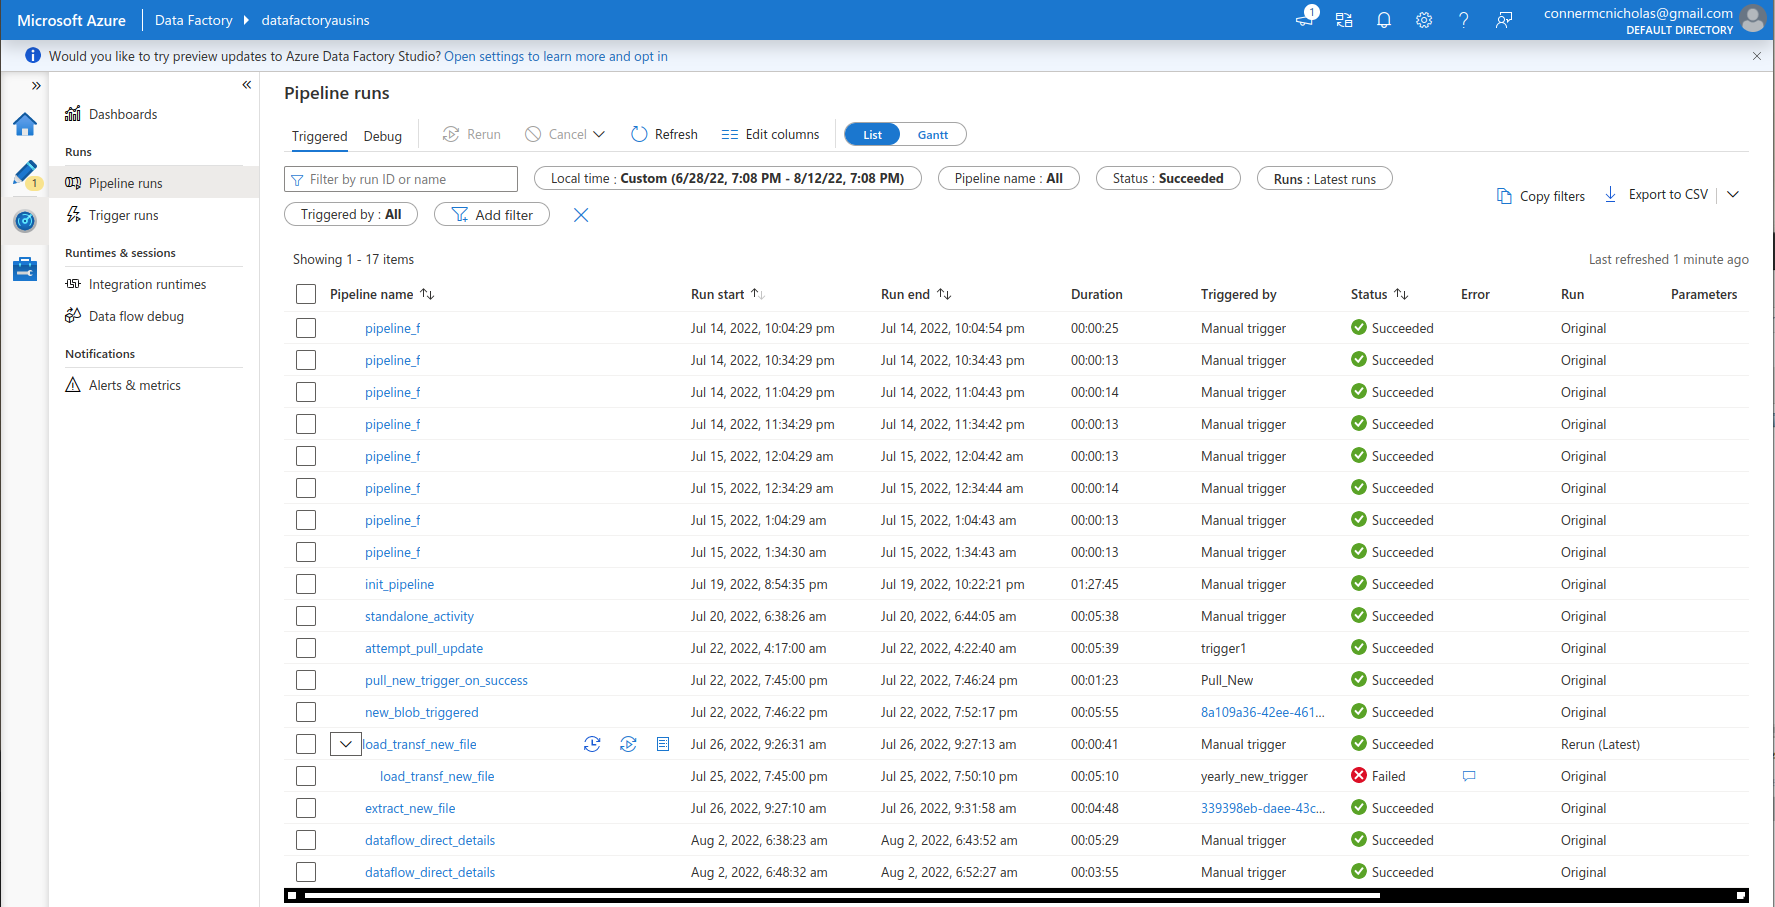 Microsoft Azure Data Factory datafactoryausins
1
connermcnicholas@gmail.com
DEFAULT DIRECTORY
Would you like to try preview updates to Azure Data Factory Studio? Open settings to learn more and opt in
1
Dashboards
Runs
Pipeline runs
Trigger runs
Runtimes & sessions
Integration runtimes
Data flow debug
Notifications
Alerts & metrics
Pipeline runs
Triggered Debug Rerun Cancel Refresh Edit columns List Gantt
Filter by run ID or name Local time : Custom (6/28/22, 7:08 PM - 8/12/22, 7:08 PM) Pipeline name : All Status : Succeeded Runs : Latest runs
Copy filters Export to CSV
Triggered by : All Add filter
Showing 1 - 17 items Last refreshed 1 minute ago
Pipeline name Run start Run end Duration Triggered by Status Error Run Parameters
pipeline_f Jul 14, 2022, 10:04:29 pm Jul 14, 2022, 10:04:54 pm 00:00:25 Manual trigger Succeeded Original
pipeline_f Jul 14, 2022, 10:34:29 pm Jul 14, 2022, 10:34:43 pm 00:00:13 Manual trigger Succeeded Original
pipeline_f Jul 14, 2022, 11:04:29 pm Jul 14, 2022, 11:04:43 pm 00:00:14 Manual trigger Succeeded Original
pipeline_f Jul 14, 2022, 11:34:29 pm Jul 14, 2022, 11:34:42 pm 00:00:13 Manual trigger Succeeded Original
pipeline_f Jul 15, 2022, 12:04:29 am Jul 15, 2022, 12:04:42 am 00:00:13 Manual trigger Succeeded Original
pipeline_f Jul 15, 2022, 12:34:29 am Jul 15, 2022, 12:34:44 am 00:00:14 Manual trigger Succeeded Original
pipeline_f Jul 15, 2022, 1:04:29 am Jul 15, 2022, 1:04:43 am 00:00:13 Manual trigger Succeeded Original
pipeline_f Jul 15, 2022, 1:34:30 am Jul 15, 2022, 1:34:43 am 00:00:13 Manual trigger Succeeded Original
init_pipeline Jul 19, 2022, 8:54:35 pm Jul 19, 2022, 10:22:21 pm 01:27:45 Manual trigger Succeeded Original
standalone_activity Jul 20, 2022, 6:38:26 am Jul 20, 2022, 6:44:05 am 00:05:38 Manual trigger Succeeded Original
attempt_pull_update Jul 22, 2022, 4:17:00 am Jul 22, 2022, 4:22:40 am 00:05:39 trigger1 Succeeded Original
pull_new_trigger_on_success Jul 22, 2022, 7:45:00 pm Jul 22, 2022, 7:46:24 pm 00:01:23 Pull_New Succeeded Original
new_blob_triggered Jul 22, 2022, 7:46:22 pm Jul 22, 2022, 7:52:17 pm 00:05:55 8a109a36-42ee-461... Succeeded Original
load_transf_new_file Jul 26, 2022, 9:26:31 am Jul 26, 2022, 9:27:13 am 00:00:41 Manual trigger Succeeded Rerun (Latest)
load_transf_new_file Jul 25, 2022, 7:45:00 pm Jul 25, 2022, 7:50:10 pm 00:05:10 yearly_new_trigger Failed Original
extract_new_file Jul 26, 2022, 9:27:10 am Jul 26, 2022, 9:31:58 am 00:04:48 339398eb-daee-43c... Succeeded Original
dataflow_direct_details Aug 2, 2022, 6:38:23 am Aug 2, 2022, 6:43:52 am 00:05:29 Manual trigger Succeeded Original
dataflow_direct_details Aug 2, 2022, 6:48:32 am Aug 2, 2022, 6:52:27 am 00:03:55 Manual trigger Succeeded Original